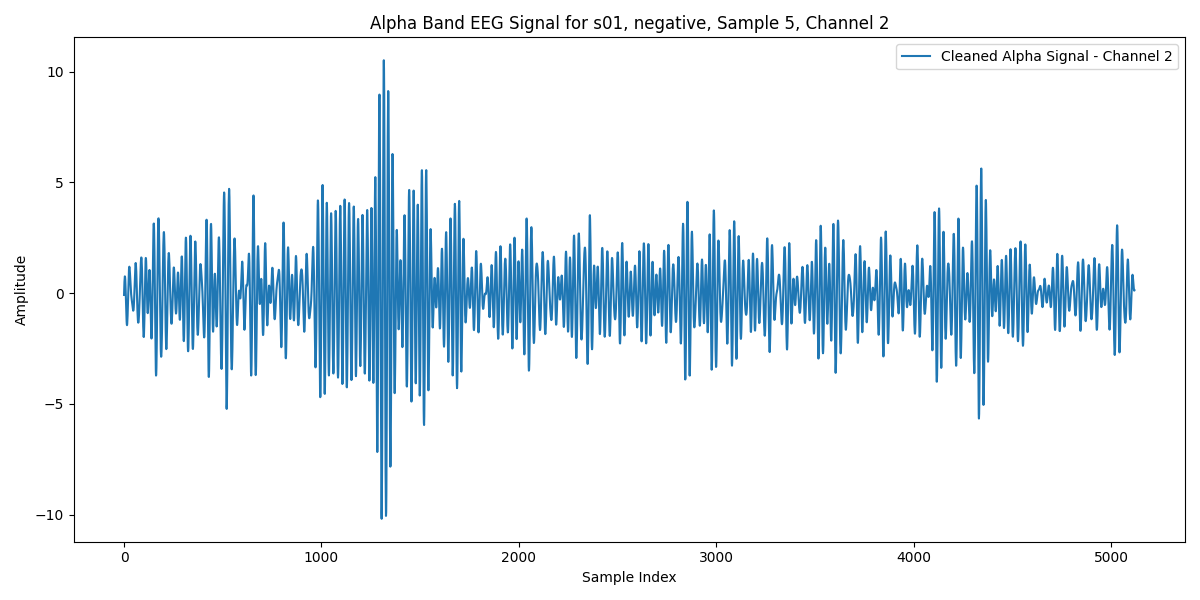 Alpha Band EEG Signal for s01, negative, Sample 5, Channel 2
Cleaned Alpha Signal - Channel 2
Amplitude
10
5
0
−5
−10
0 1000 2000 3000 4000 5000
Sample Index